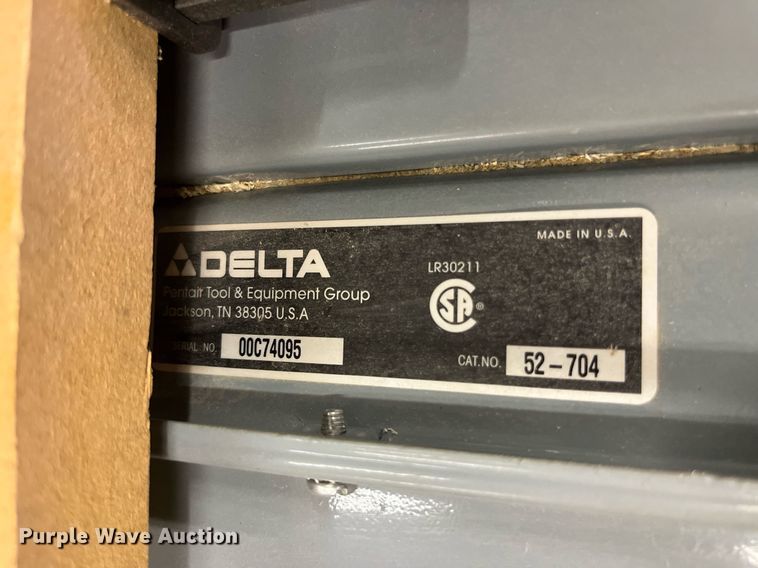 MADE IN U.S.A.
DELTA
LR30211
Pentair Tool & Equipment Group
Jackson, TN 38305 U.S.A
SA ®
SERIAL NO. 00C74095
CAT.NO. 52-704
Purple Wave Auction